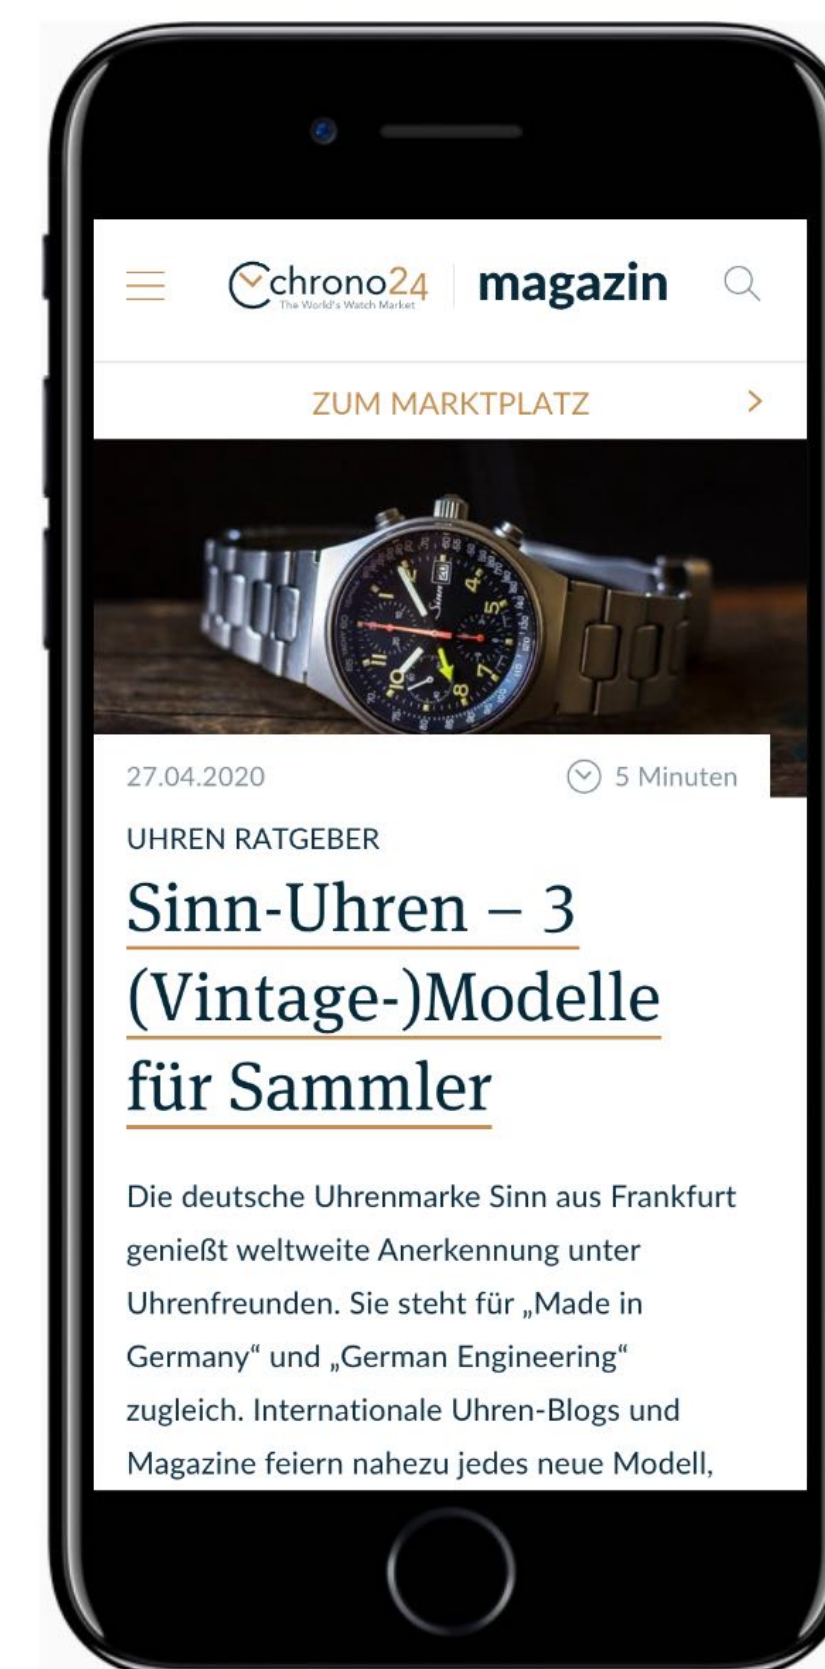 chrono24
The World's Watch Market
magazin
ZUM MARKTPLATZ
Sinn
27.04.2020
5 Minuten
UHREN RATGEBER
Sinn-Uhren – 3
(Vintage-)Modelle
für Sammler
Die deutsche Uhrenmarke Sinn aus Frankfurt
genießt weltweite Anerkennung unter
Uhrenfreunden. Sie steht für „Made in
Germany“ und „German Engineering“
zugleich. Internationale Uhren-Blogs und
Magazine feiern nahezu jedes neue Modell,